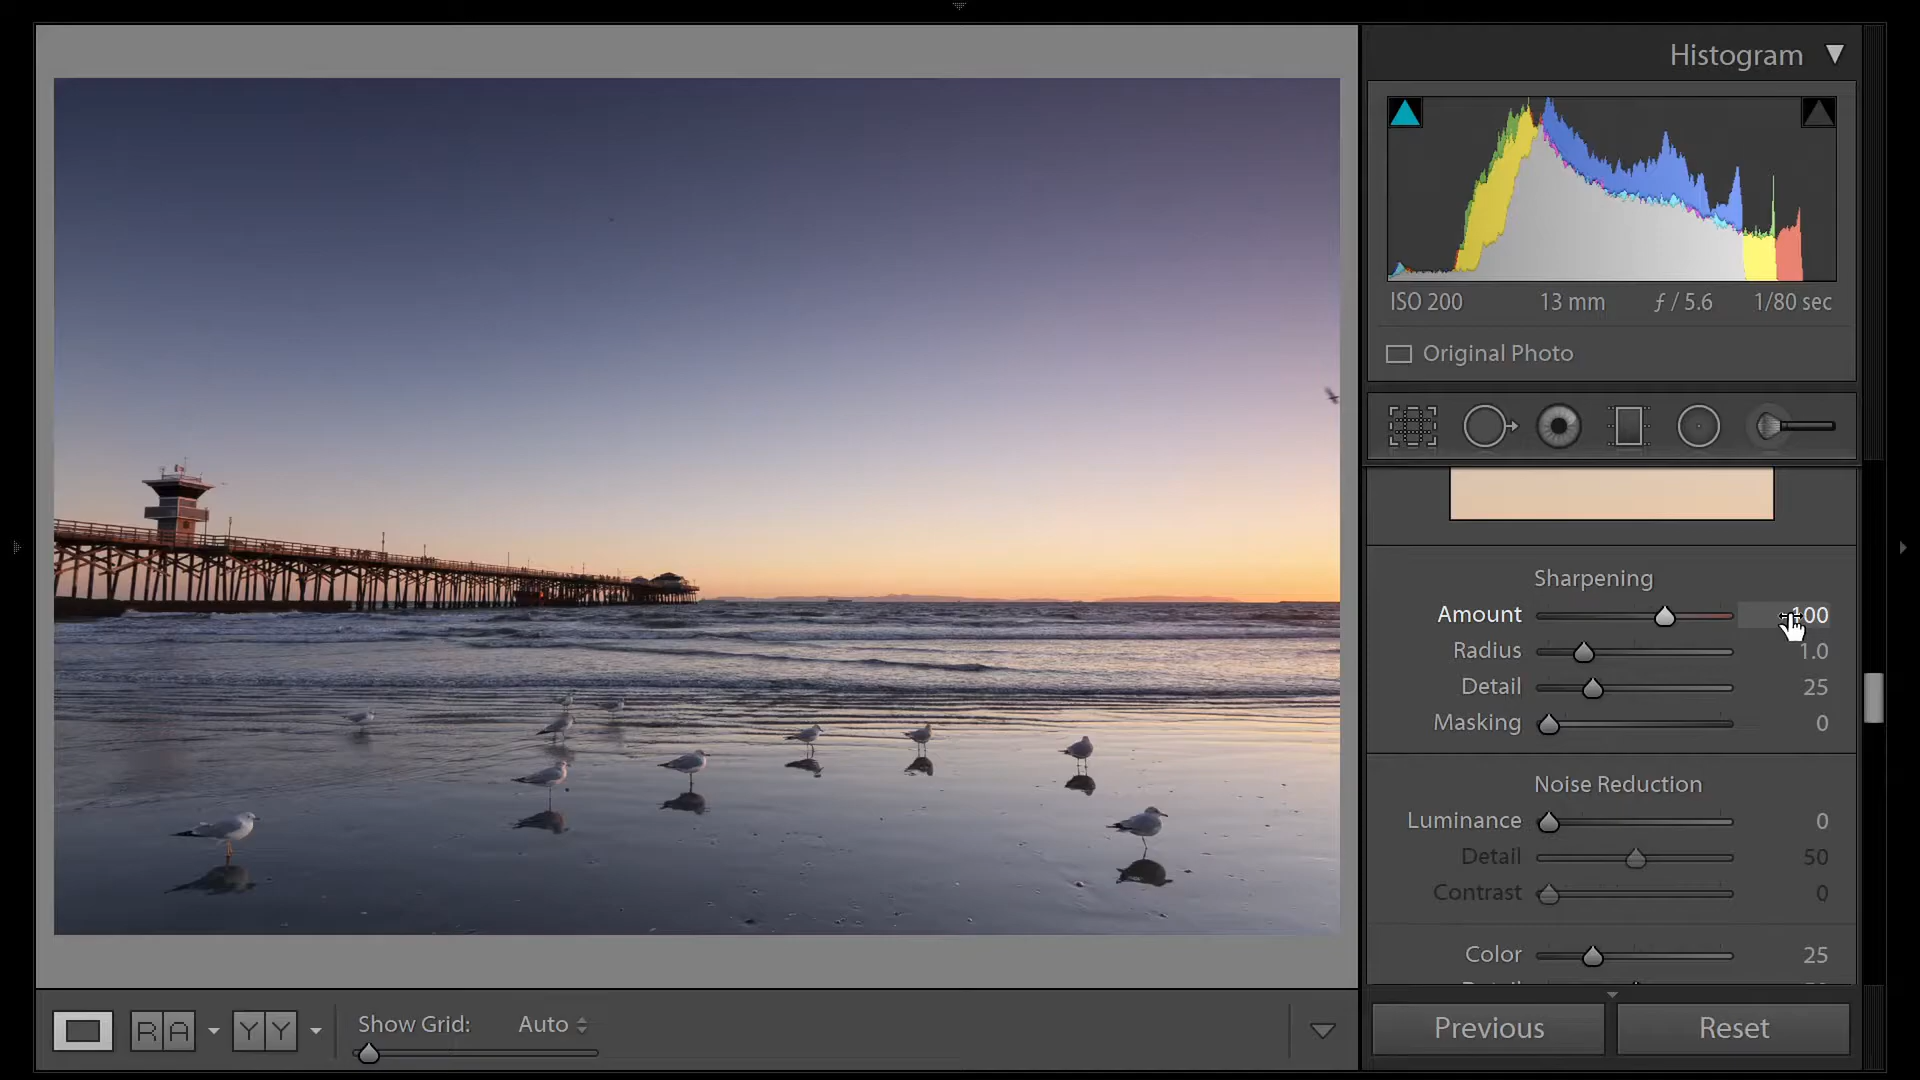 Histogram
ISO 200 13 mm ƒ / 5.6 1/80 sec
Original Photo
Sharpening
Amount 100
Radius 1.0
Detail 25
Masking 0
Noise Reduction
Luminance 0
Detail 50
Contrast 0
Color 25
R A Y Y Show Grid: Auto
Previous Reset